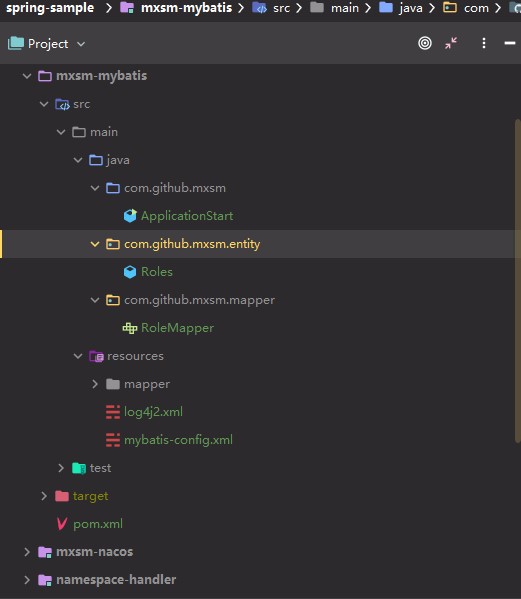 spring-sample > mxsm-mybatis > src > main > java > com >
Project
mxsm-mybatis
src
main
java
com.github.mxsm
ApplicationStart
com.github.mxsm.entity
Roles
com.github.mxsm.mapper
RoleMapper
resources
mapper
log4j2.xml
mybatis-config.xml
test
target
pom.xml
mxsm-nacos
namespace-handler